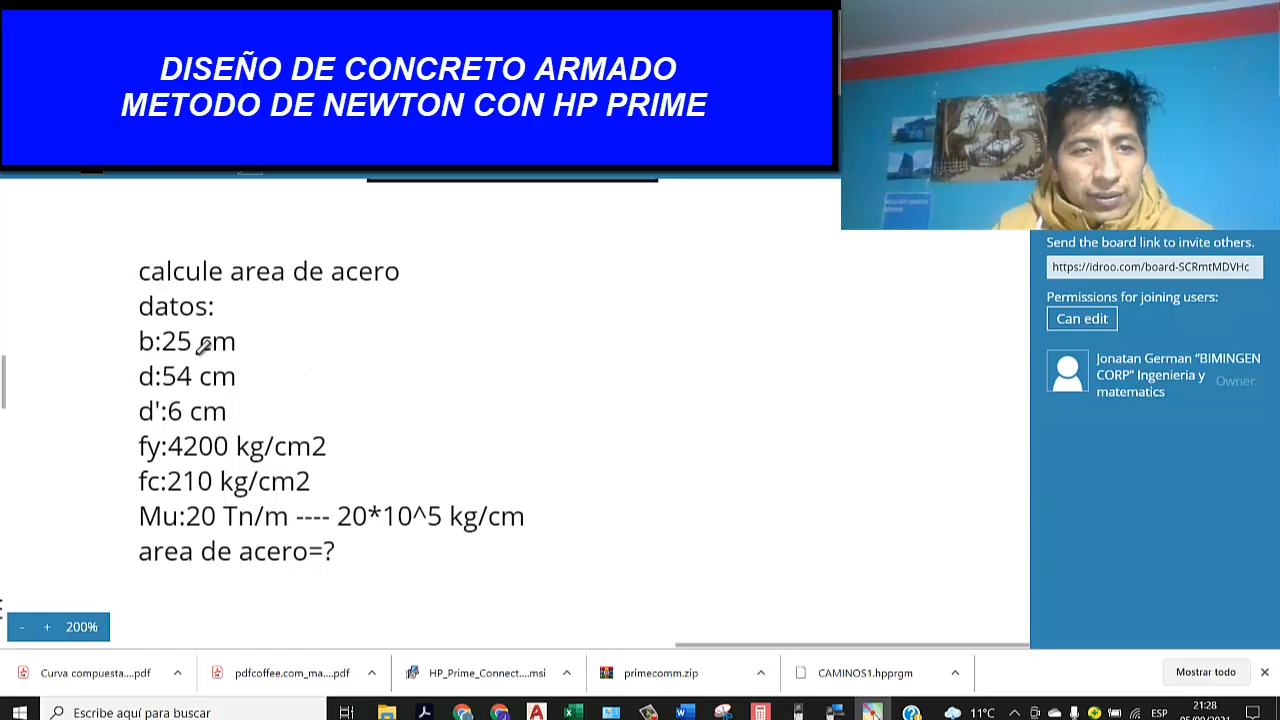 DISEÑO DE CONCRETO ARMADO
METODO DE NEWTON CON HP PRIME
calcule area de acero
datos:
b:25 cm
d:54 cm
d':6 cm
fy:4200 kg/cm2
fc:210 kg/cm2
Mu:20 Tn/m ---- 20*10^5 kg/cm
area de acero=?
- + 200%
Send the board link to invite others.
https://idroo.com/board-SCRmtMDVHc
Permissions for joining users:
Can edit
Jonatan German "BIMINGEN
CORP" Ingenieria y
matematics
Owner
Curva compuesta....pdf
pdfcoffee.com_ma....pdf
HP_Prime_Connect....msi
primecomm.zip
CAMINOS1.hpprgm
Mostrar todo
Escribe aquí para buscar
11°C
ESP
21:28